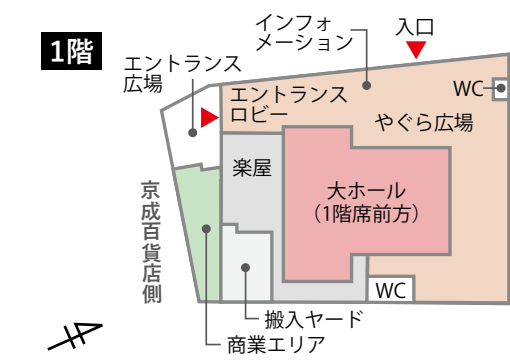 1階
インフォ
メーション
入口
エントランス
広場
エントランス
ロビー
WC
やぐら広場
楽屋
大ホール
（1階席前方）
京成百貨店側
WC
搬入ヤード
商業エリア